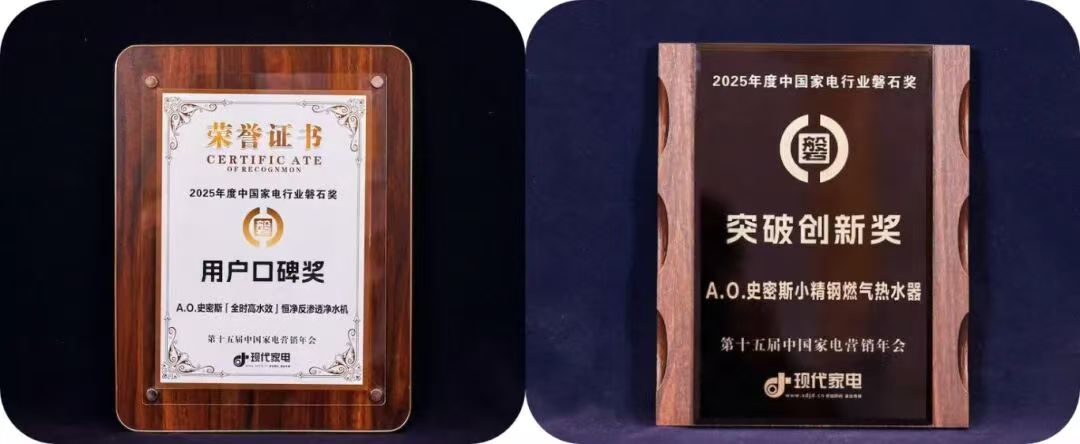 荣誉证书
CERTIFICATE
OF RECOGNMON
2025年度中国家电行业磐石奖
磐
用户口碑奖
A.O.史密斯「全时高水效」恒净反渗透净水机
第十五届中国家电营销年会
现代家电
2025年度中国家电行业磐石奖
磐
突破创新奖
A.O.史密斯小精钢燃气热水器
第十五届中国家电营销年会
现代家电
www.xdjd.cn